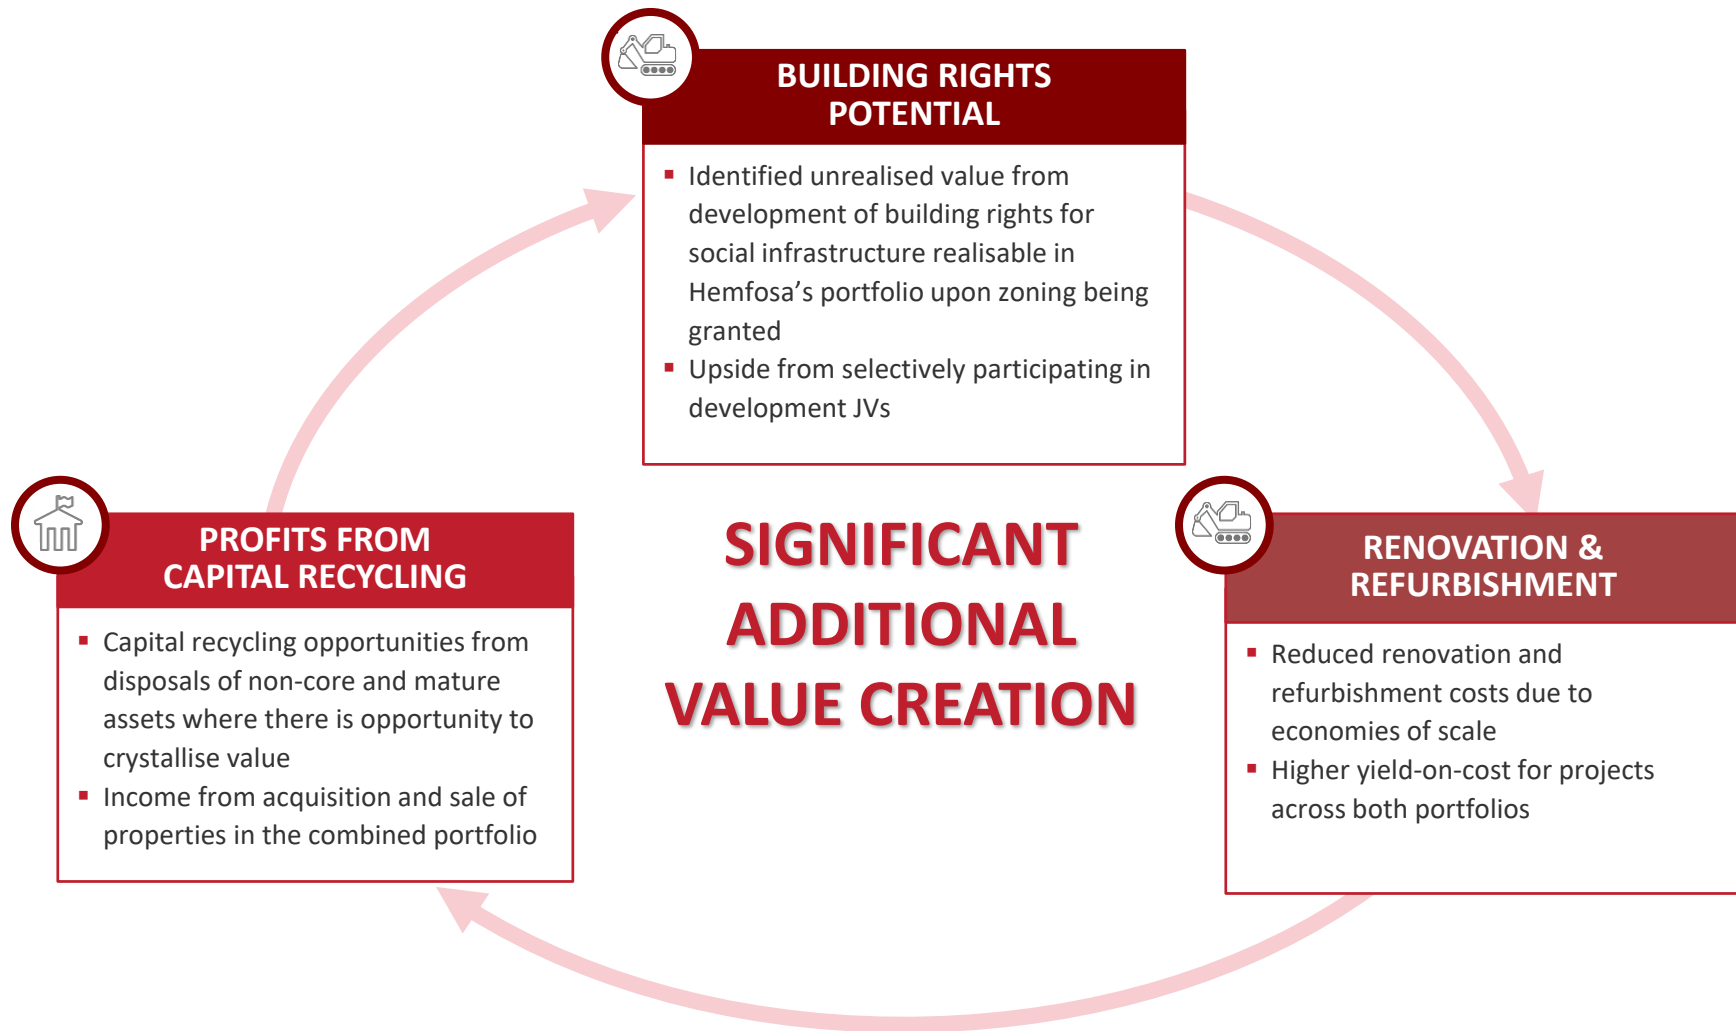 BUILDING RIGHTS
POTENTIAL
▪ Identified unrealised value from
development of building rights for
social infrastructure realisable in
Hemfosa’s portfolio upon zoning being
granted
▪ Upside from selectively participating in
development JVs
PROFITS FROM
CAPITAL RECYCLING
▪ Capital recycling opportunities from
disposals of non-core and mature
assets where there is opportunity to
crystallise value
▪ Income from acquisition and sale of
properties in the combined portfolio
SIGNIFICANT
ADDITIONAL
VALUE CREATION
RENOVATION &
REFURBISHMENT
▪ Reduced renovation and
refurbishment costs due to
economies of scale
▪ Higher yield-on-cost for projects
across both portfolios